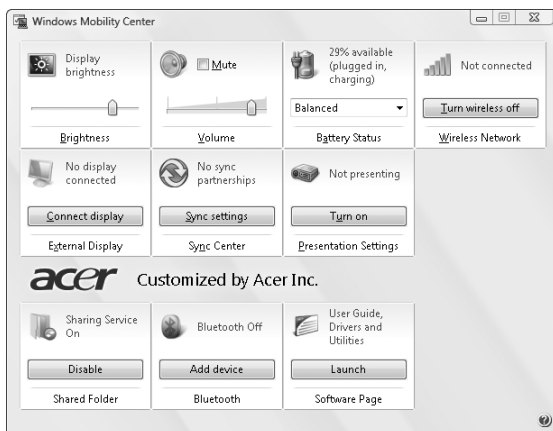 Windows Mobility Center
Display
brightness
Brightness
Mute
Volume
29% available
(plugged in,
charging)
Balanced
Battery Status
Not connected
Turn wireless off
Wireless Network
No display
connected
Connect display
External Display
No sync
partnerships
Sync settings
Sync Center
Not presenting
Turn on
Presentation Settings
acer Customized by Acer Inc.
Sharing Service
On
Disable
Shared Folder
Bluetooth Off
Add device
Bluetooth
User Guide,
Drivers and
Utilities
Launch
Software Page